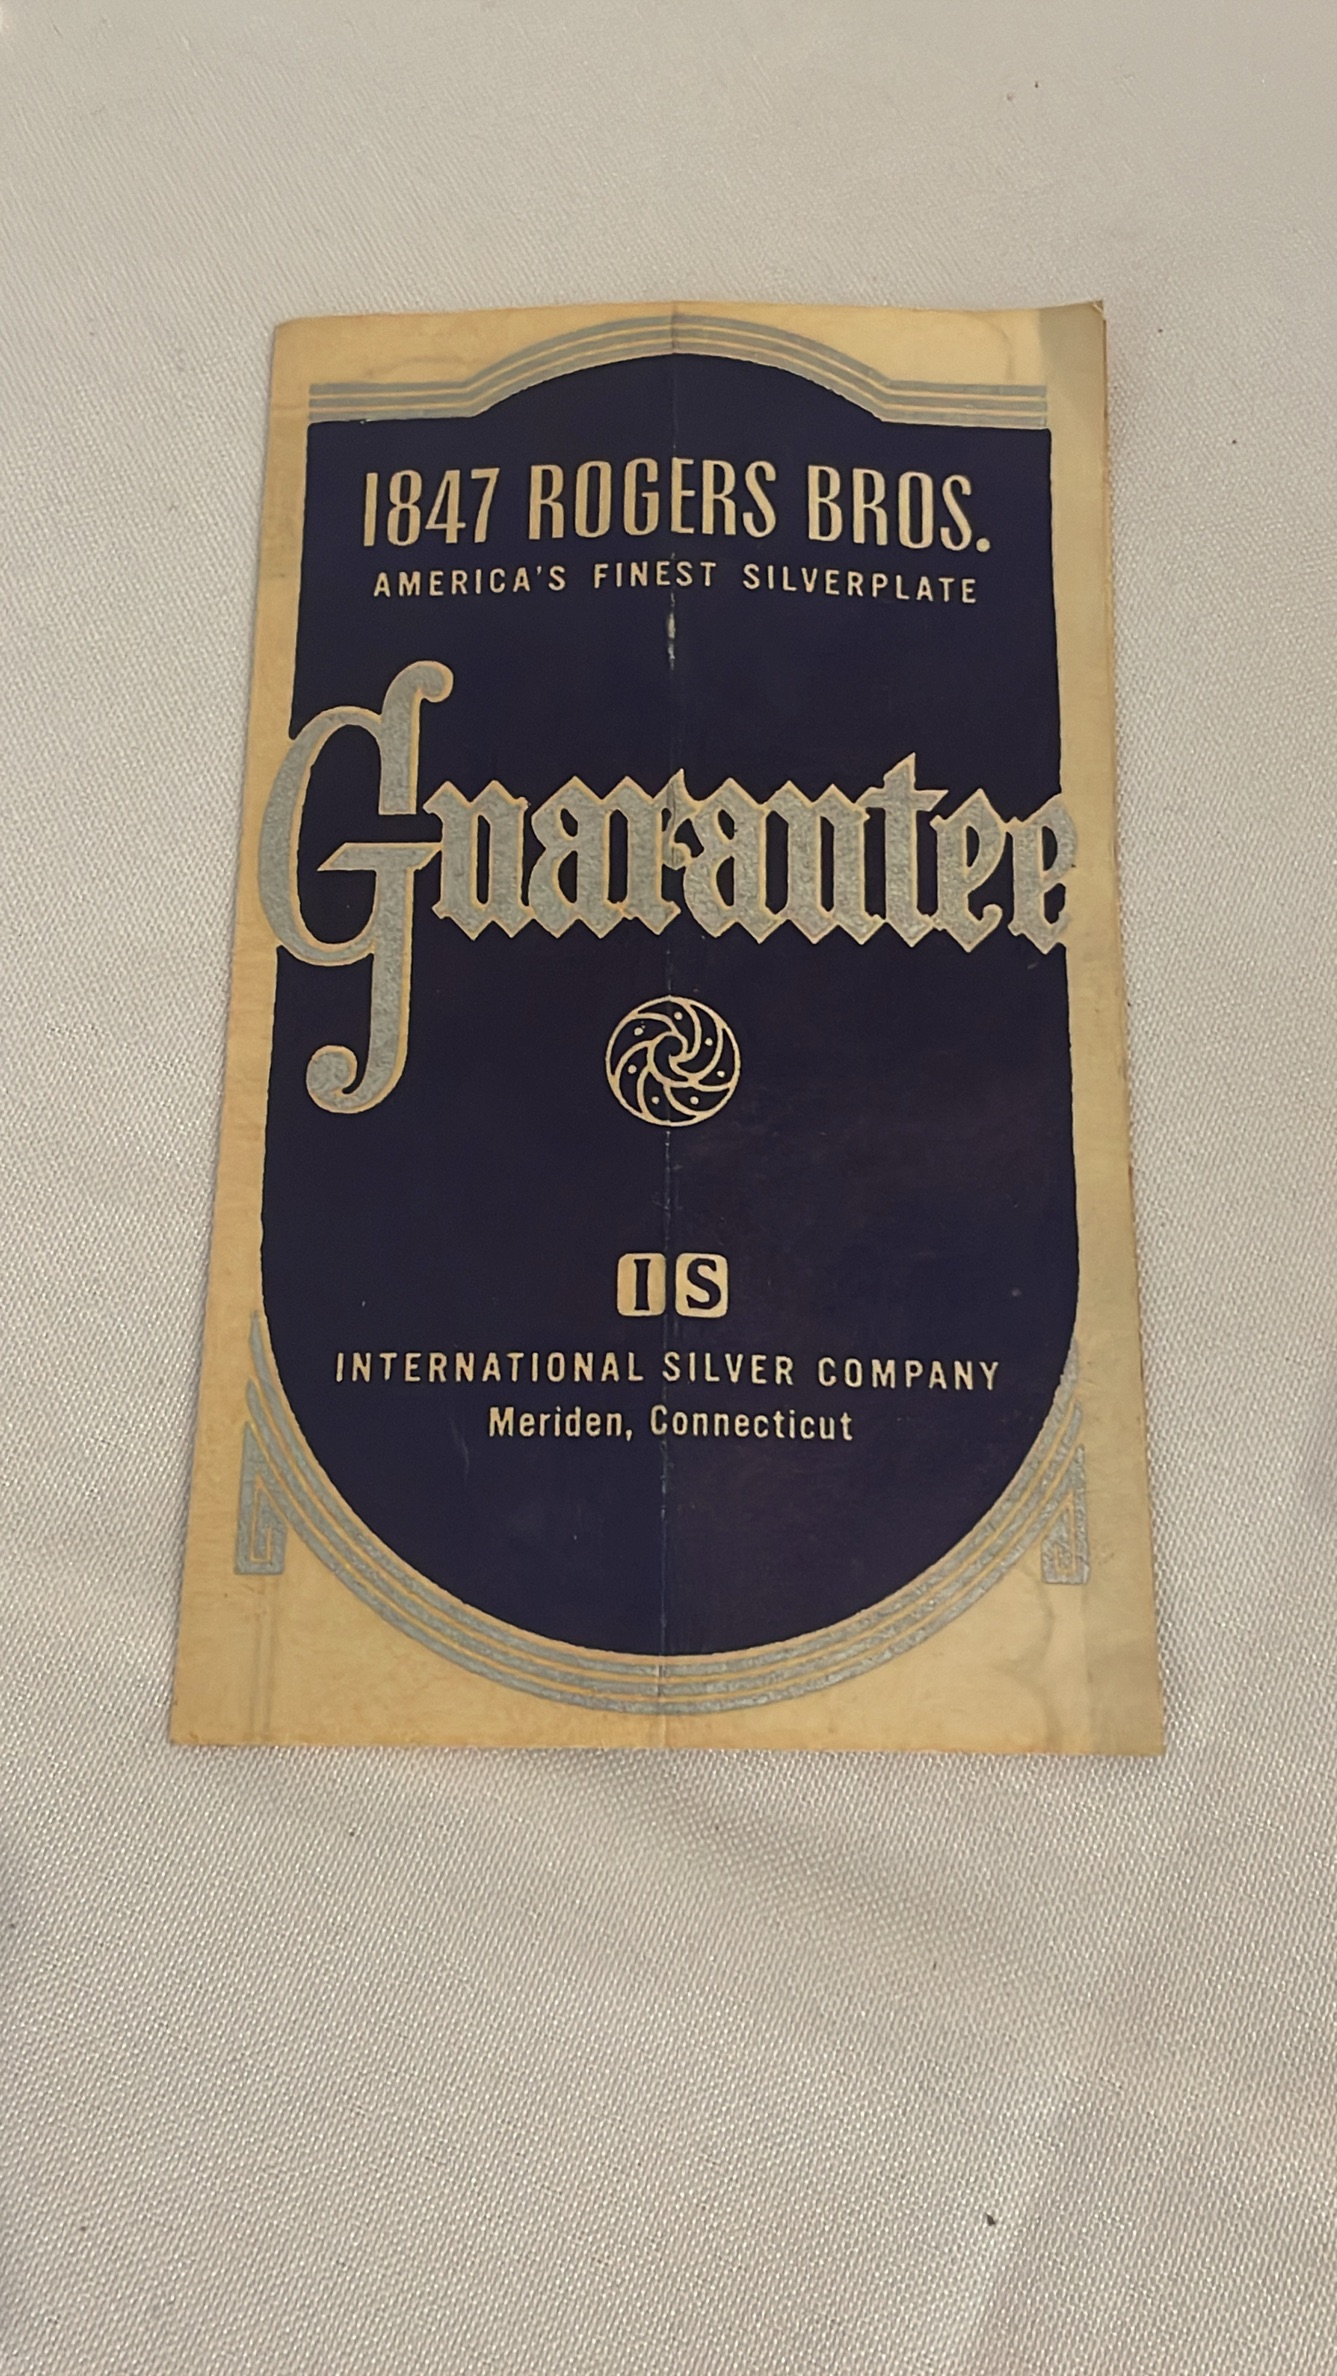 1847 ROGERS BROS.
AMERICA'S FINEST SILVERPLATE
Guarantee
IS
INTERNATIONAL SILVER COMPANY
Meriden, Connecticut